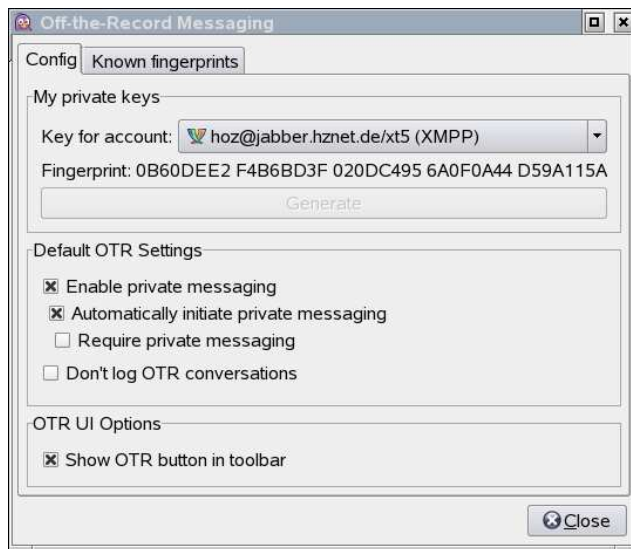 Off-the-Record Messaging
Config
Known fingerprints
My private keys
Key for account: hoz@jabber.hznet.de/xt5 (XMPP)
Fingerprint: 0B60DEE2 F4B6BD3F 020DC495 6A0F0A44 D59A115A
Generate
Default OTR Settings
Enable private messaging
Automatically initiate private messaging
Require private messaging
Don't log OTR conversations
OTR UI Options
Show OTR button in toolbar
Close